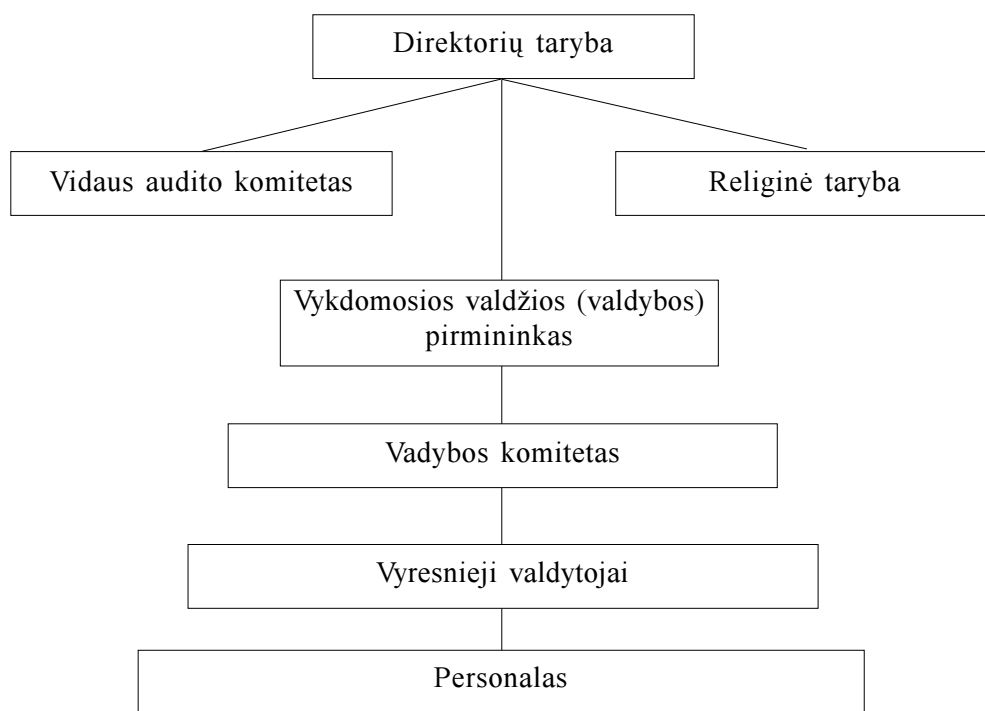 Direktorių taryba
Vidaus audito komitetas
Religinė taryba
Vykdomosios valdžios (valdybos)
pirmininkas
Vadybos komitetas
Vyresnieji valdytojai
Personalas